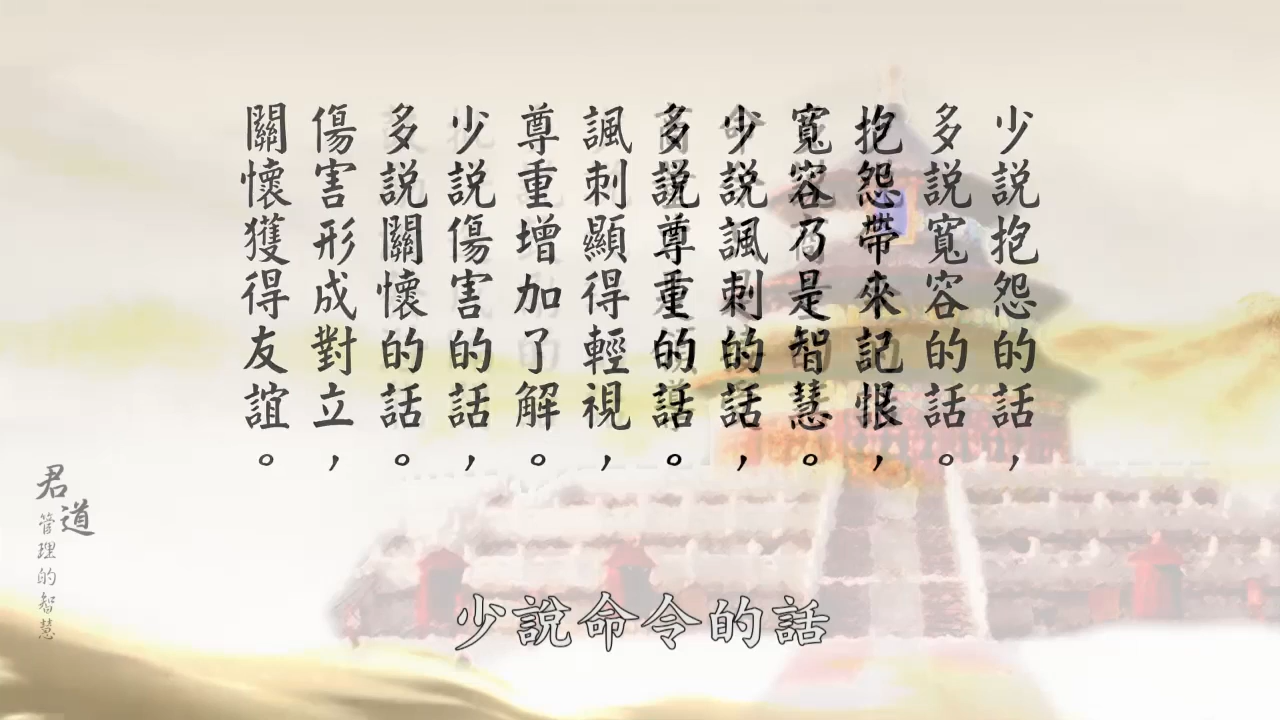 少說抱怨的話，
多說寬容的話。
抱怨帶來記恨，
寬容乃是智慧。
少說諷刺的話，
多說尊重的話。
諷刺顯得輕視，
尊重增加了解。
少說傷害的話，
多說關懷的話。
傷害形成對立，
關懷獲得友誼。
君道
管理的智慧
少說命令的話